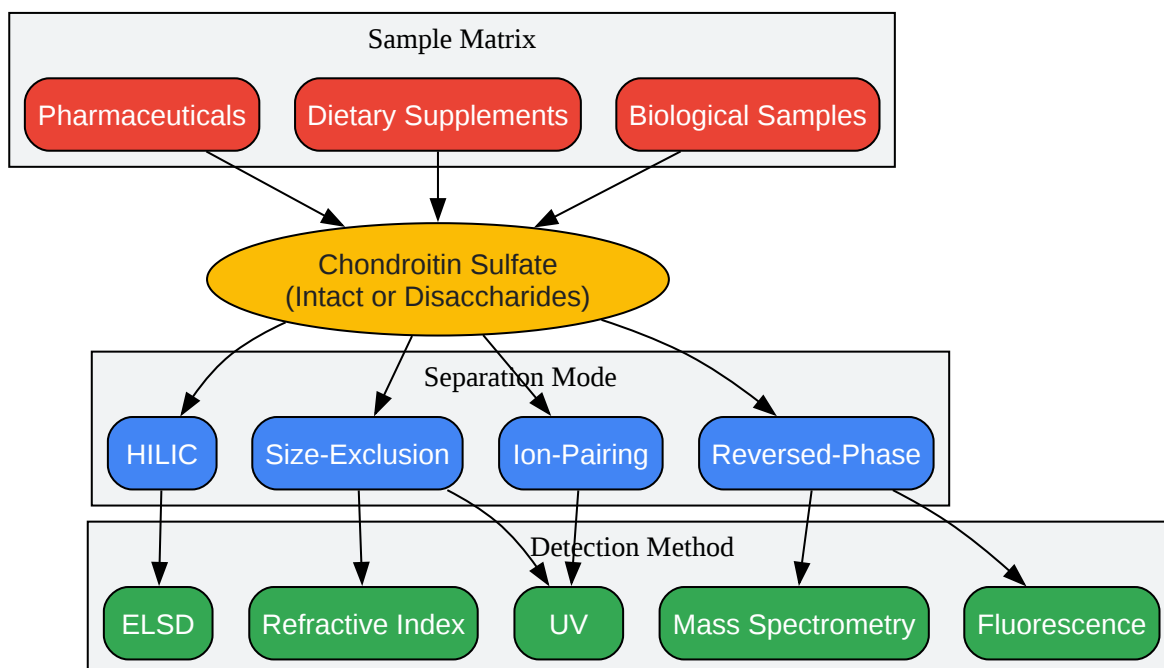 Sample Matrix
Pharmaceuticals
Dietary Supplements
Biological Samples
Chondroitin Sulfate
(Intact or Disaccharides)
Separation Mode
HILIC
Size-Exclusion
Ion-Pairing
Reversed-Phase
Detection Method
ELSD
Refractive Index
UV
Mass Spectrometry
Fluorescence